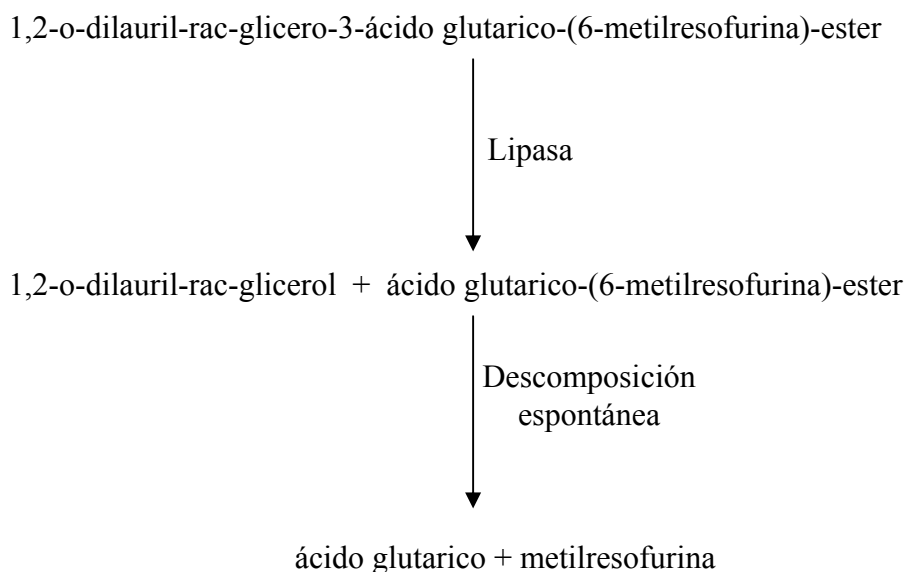 1,2-o-dilauril-rac-glicero-3-ácido glutarico-(6-metilresofurina)-ester
Lipasa
1,2-o-dilauril-rac-glicerol + ácido glutarico-(6-metilresofurina)-ester
Descomposición
espontánea
ácido glutarico + metilresofurina